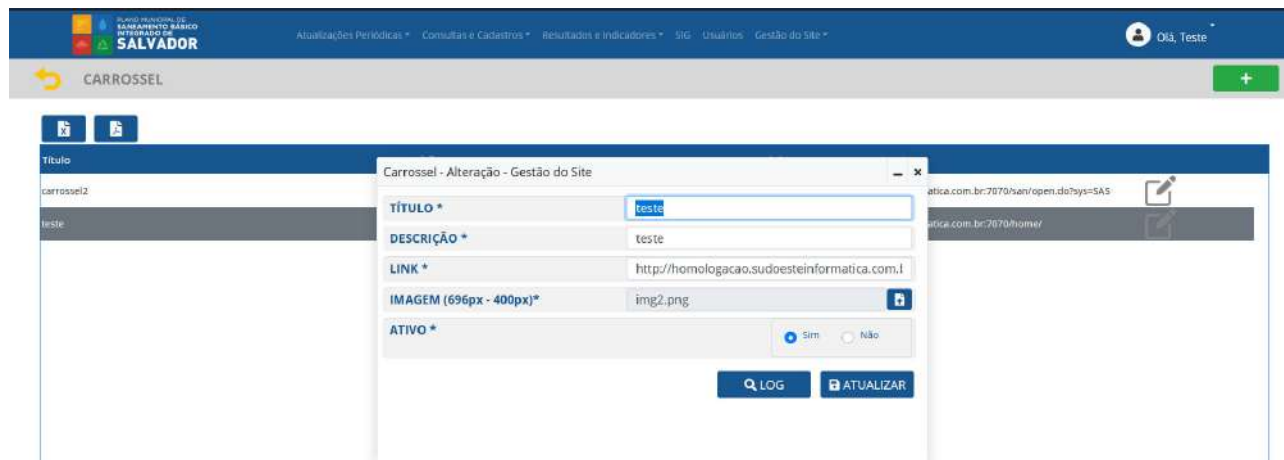 PLANO MUNICIPAL DE
SANEAMENTO BÁSICO
INTEGRADO DE
SALVADOR
Atualizações Periódicas Consultas e Cadastros Resultados e Indicadores SIG Usuários Gestão do Site
Olá, Teste
CARROSSEL
+
Título
carrossel2
atica.com.br:7070/san/open.do?sys=SAS
teste
atica.com.br:7070/home/
Carrossel - Alteração - Gestão do Site
TÍTULO *
teste
DESCRIÇÃO *
teste
LINK *
http://homologacao.sudoesteinformatica.com.l
IMAGEM (696px - 400px)*
img2.png
ATIVO *
Sim Não
LOG ATUALIZAR